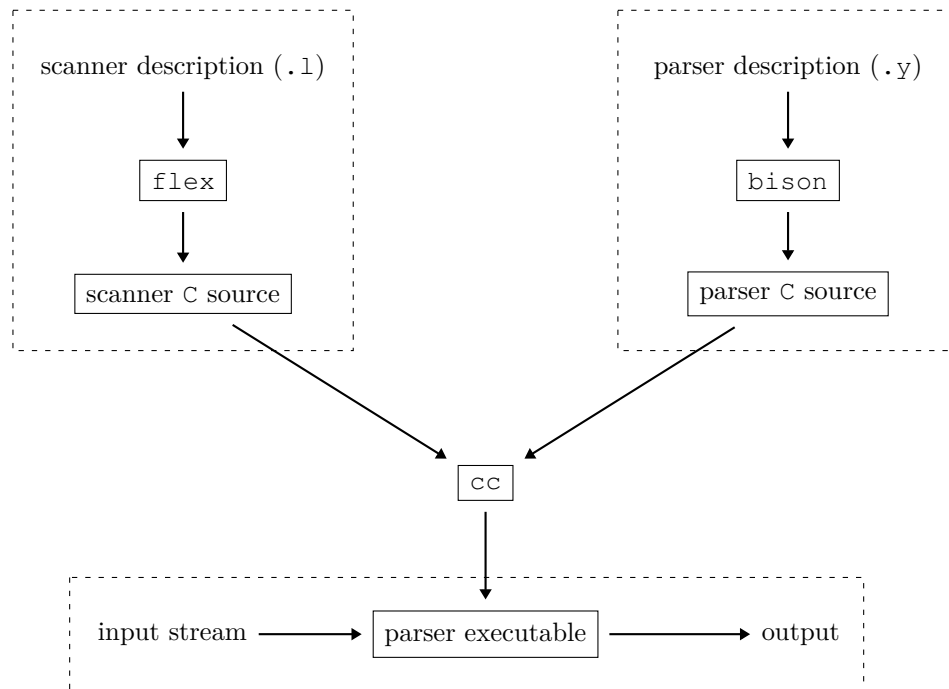 scanner description (.l)
parser description (.y)
flex
bison
scanner C source
parser C source
cc
input stream
parser executable
output